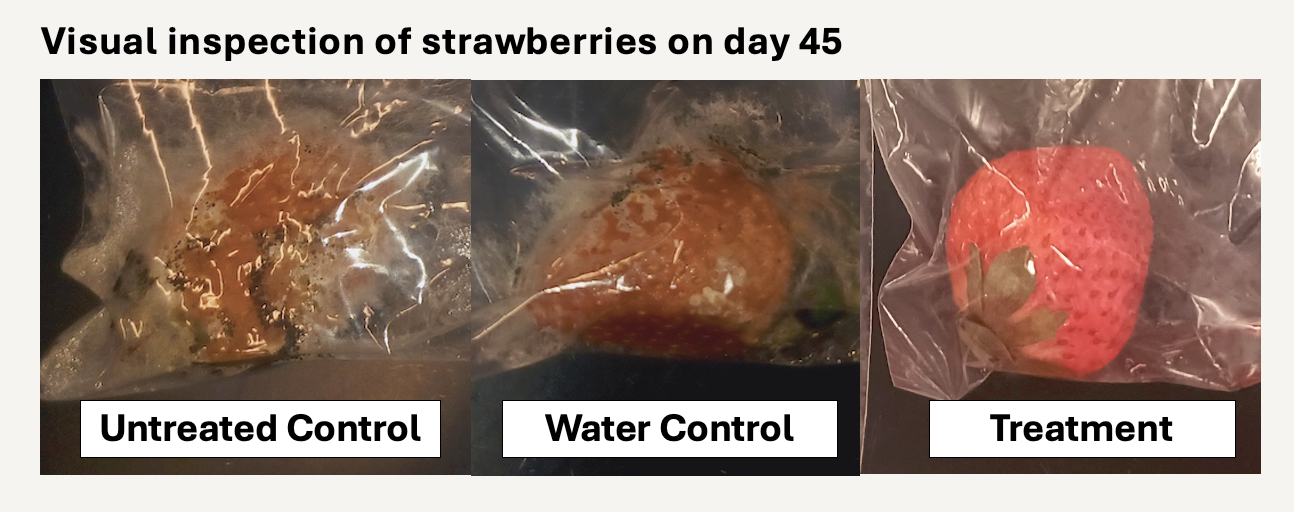 Visual inspection of strawberries on day 45
Untreated Control
Water Control
Treatment